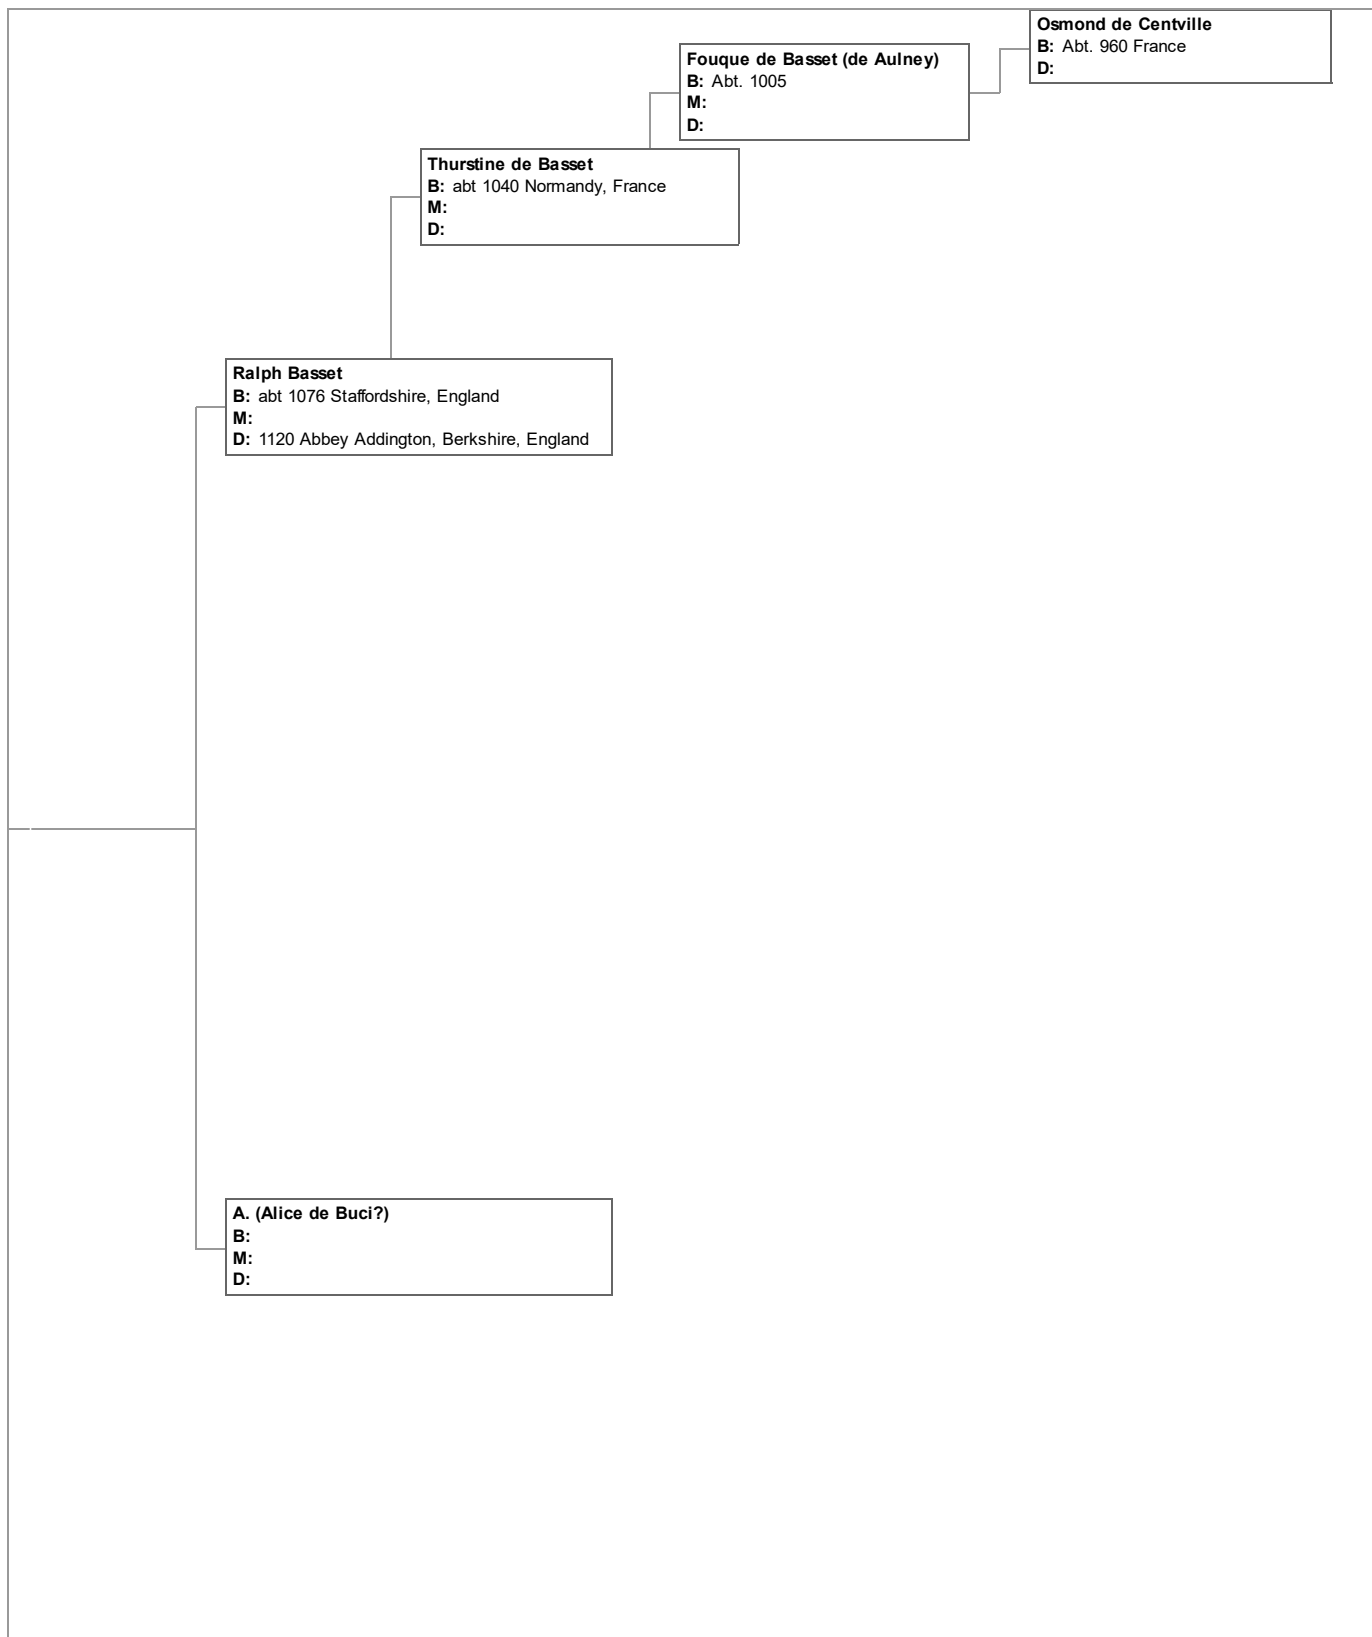 Osmond de Centville
B: Abt. 960 France
D:
Fouque de Basset (de Aulney)
B: Abt. 1005
M:
D:
Thurstine de Basset
B: abt 1040 Normandy, France
M:
D:
Ralph Basset
B: abt 1076 Staffordshire, England
M:
D: 1120 Abbey Addington, Berkshire, England
A. (Alice de Buci?)
B:
M:
D: